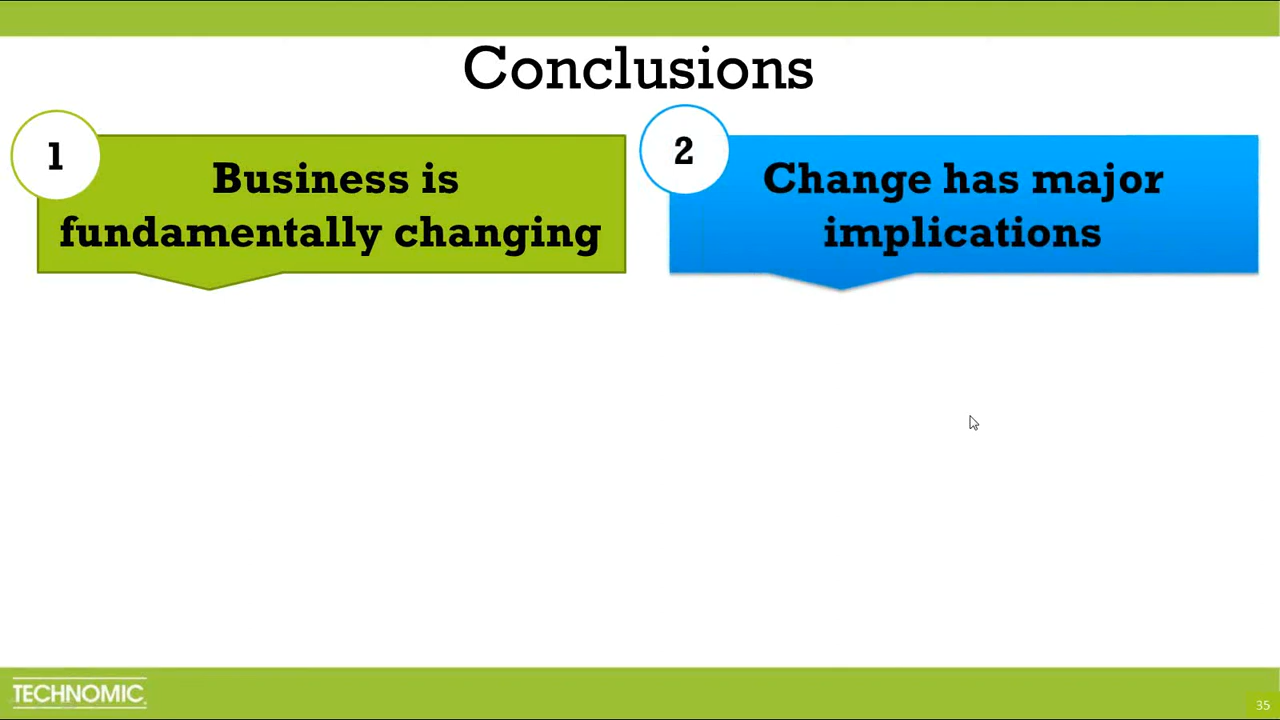 Conclusions
1
Business is
fundamentally changing
2
Change has major
implications
TECHNOMIC
35